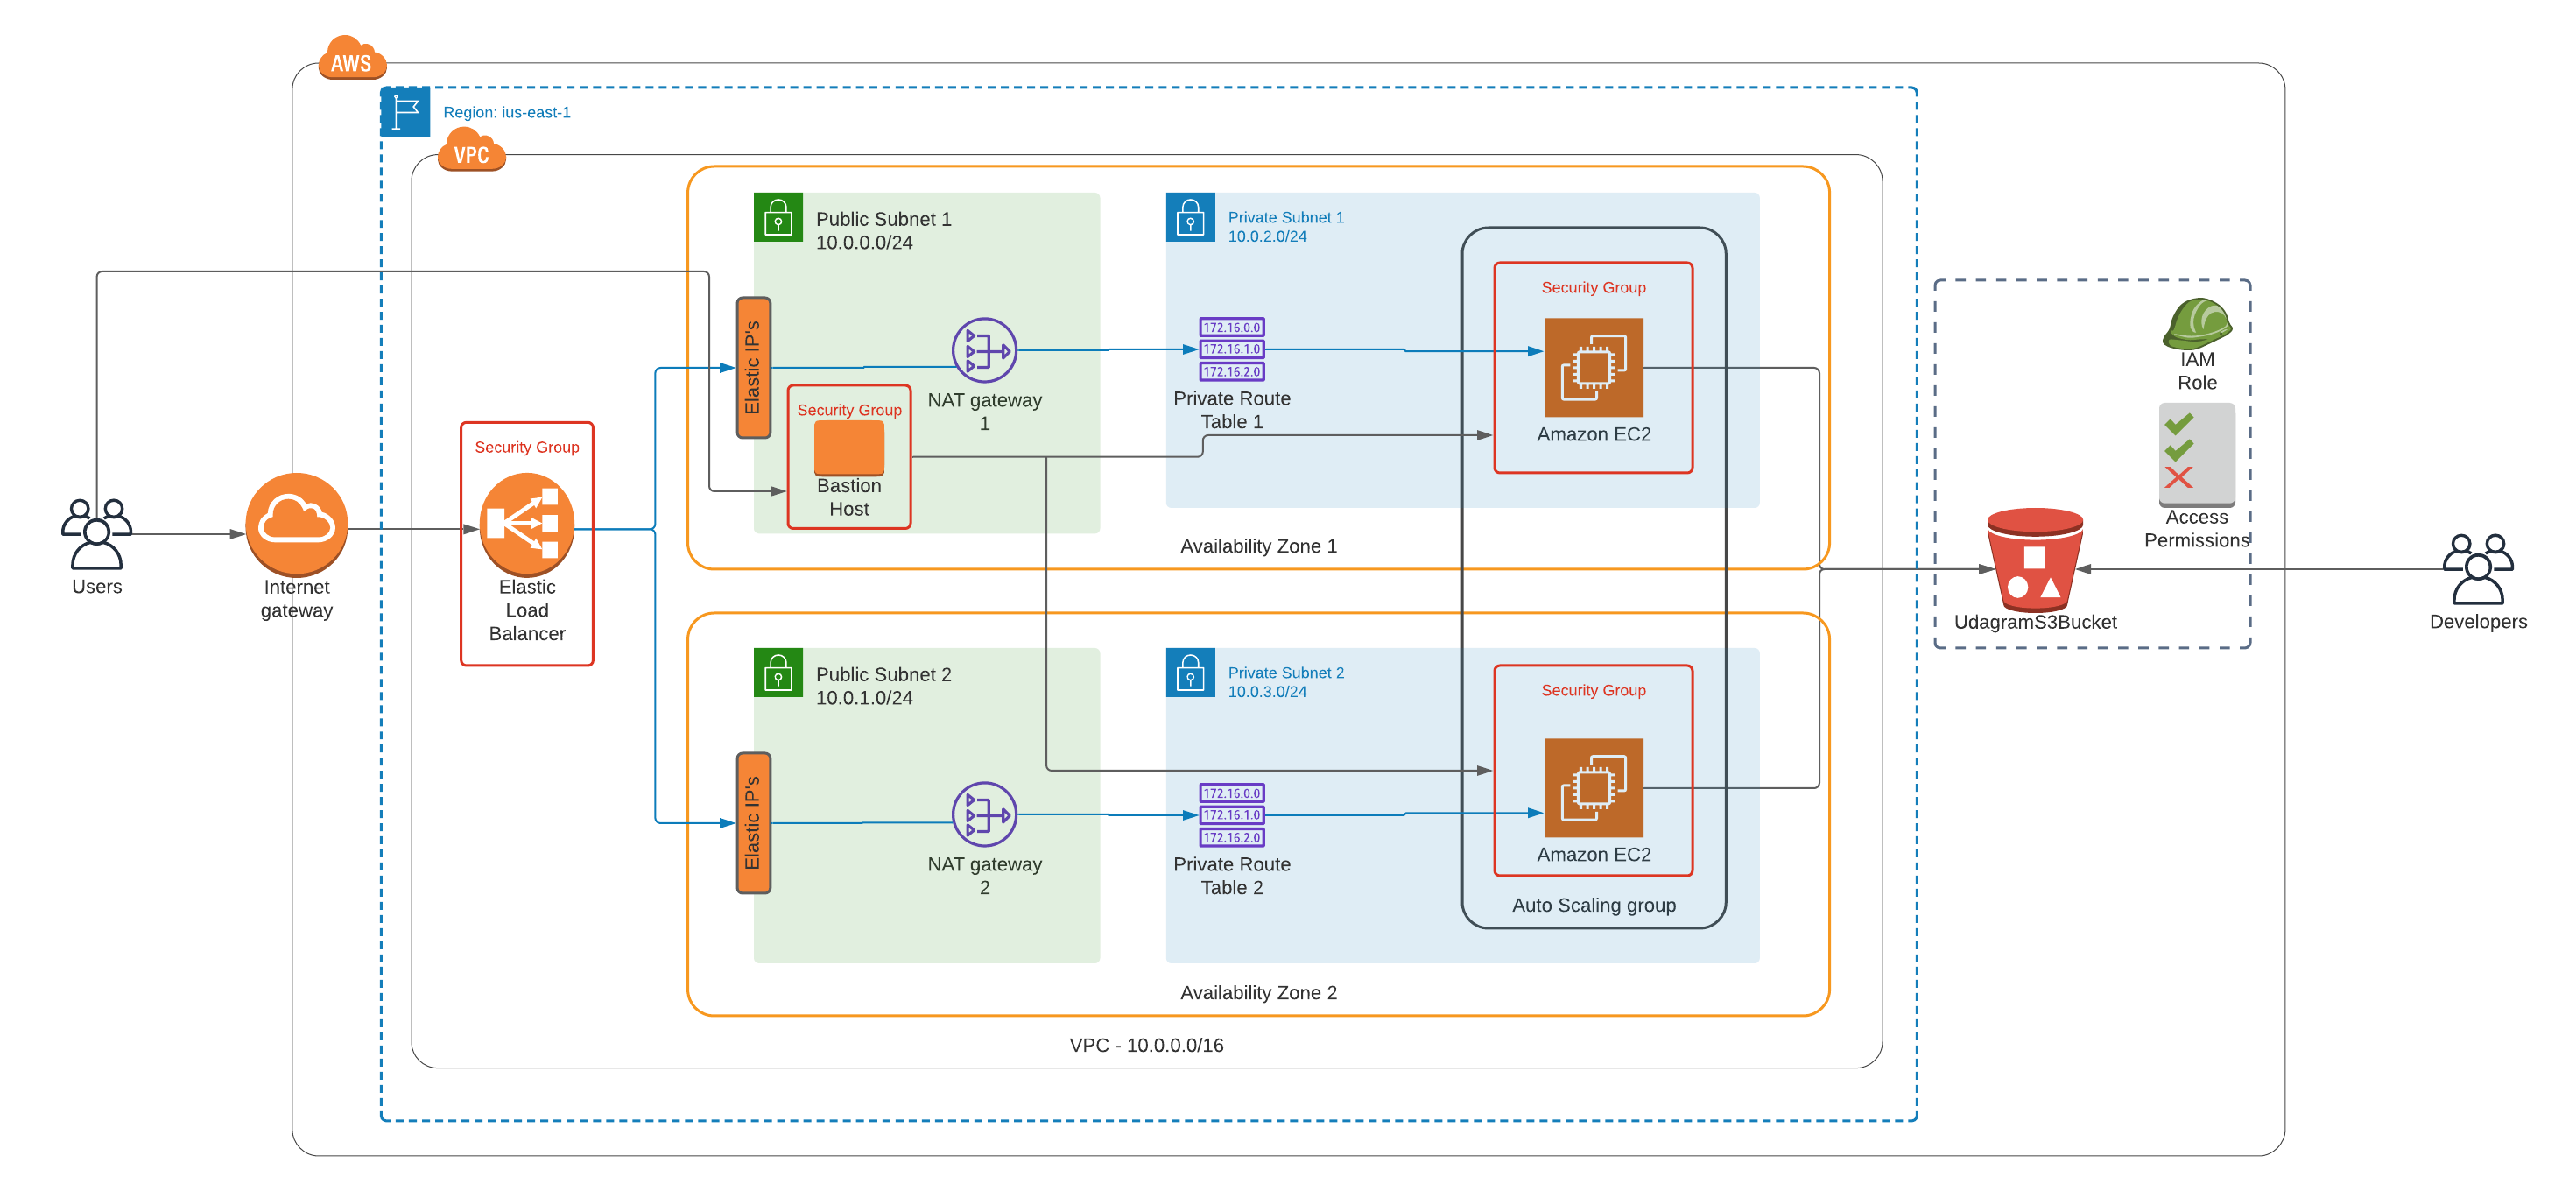 AWS
Region: ius-east-1
VPC
Public Subnet 1
10.0.0.0/24
Private Subnet 1
10.0.2.0/24
Security Group
Elastic IP's
172.16.0.0
172.16.1.0
172.16.2.0
NAT gateway
1
Private Route
Table 1
Amazon EC2
Security Group
Bastion
Host
Availability Zone 1
IAM
Role
Access
Permissions
Security Group
Users
Internet
gateway
Elastic
Load
Balancer
UdagramS3Bucket
Developers
Public Subnet 2
10.0.1.0/24
Private Subnet 2
10.0.3.0/24
Security Group
Elastic IP's
172.16.0.0
172.16.1.0
172.16.2.0
NAT gateway
2
Private Route
Table 2
Amazon EC2
Auto Scaling group
Availability Zone 2
VPC - 10.0.0.0/16